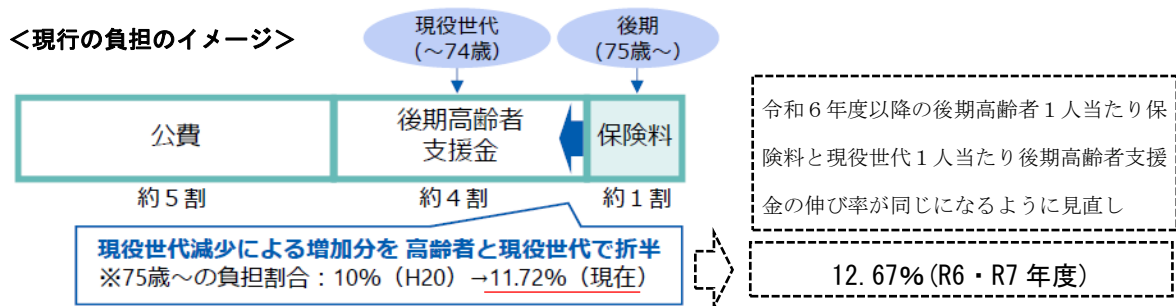 ＜現行の負担のイメージ＞
現役世代
(～74歳)
後期
(75歳～)
公費
後期高齢者
支援金
保険料
約５割
約４割
約１割
現役世代減少による増加分を 高齢者と現役世代で折半
※75歳～の負担割合：10%（H20）→11.72%（現在）
令和６年度以降の後期高齢者１人当たり保
険料と現役世代１人当たり後期高齢者支援
金の伸び率が同じになるように見直し
12.67%(R6・R7 年度)